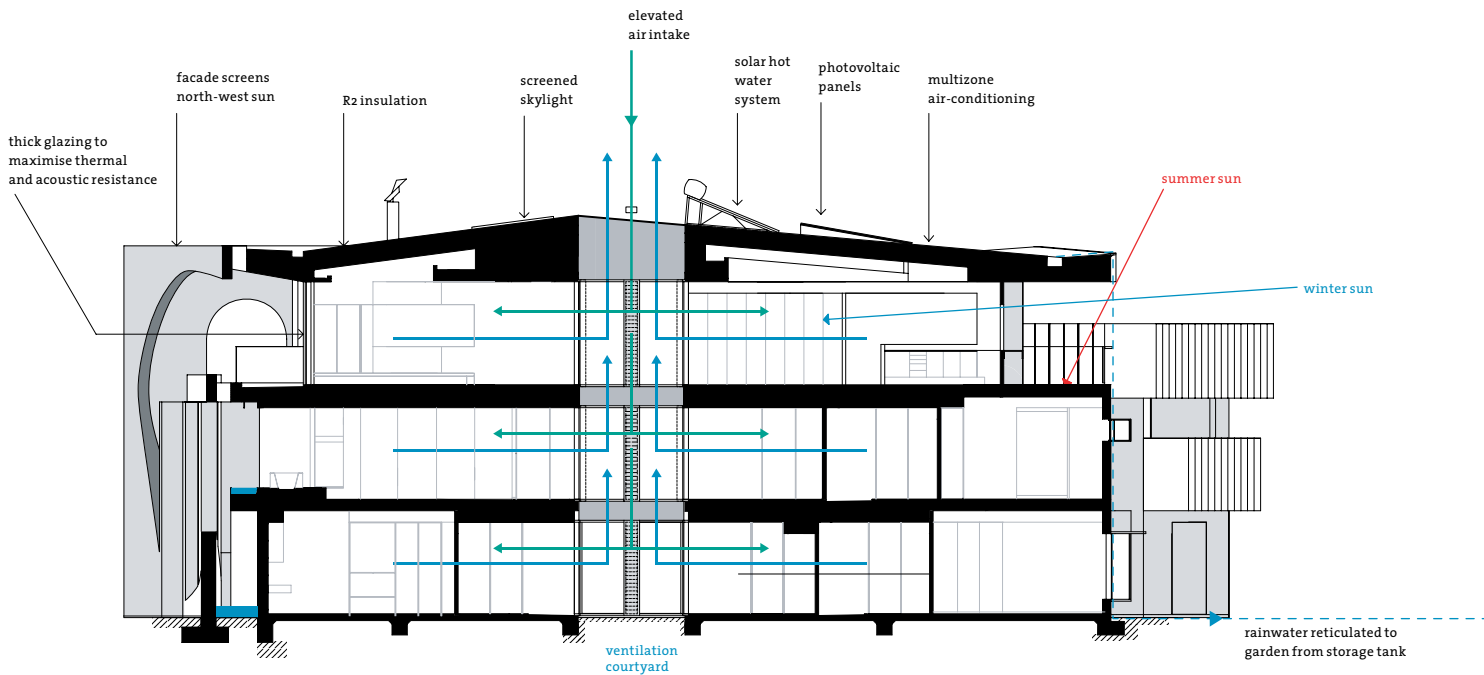 elevated
air intake
solar hot
water
system
photovoltaic
panels
multizone
air-conditioning
facade screens
north-west sun
R2 insulation
screened
skylight
thick glazing to
maximise thermal
and acoustic resistance
summer sun
winter sun
ventilation
courtyard
rainwater reticulated to
garden from storage tank